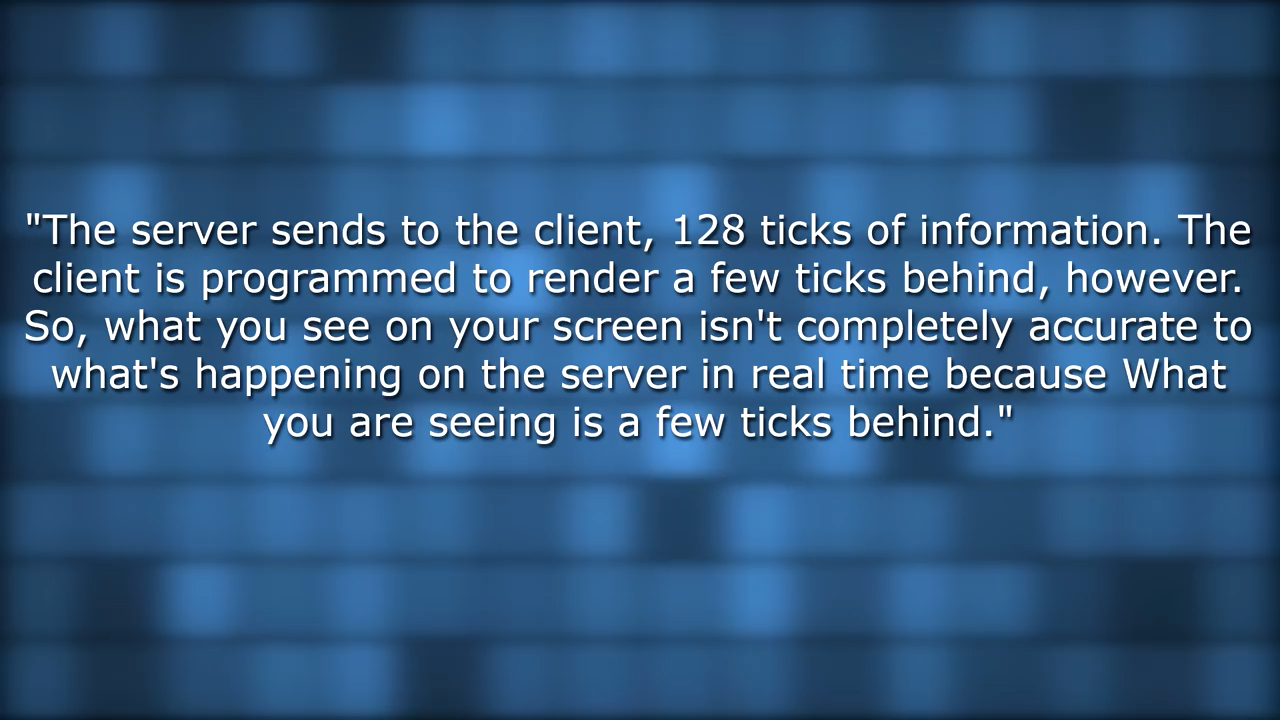 "The server sends to the client, 128 ticks of information. The
client is programmed to render a few ticks behind, however.
So, what you see on your screen isn't completely accurate to
what's happening on the server in real time because What
you are seeing is a few ticks behind."